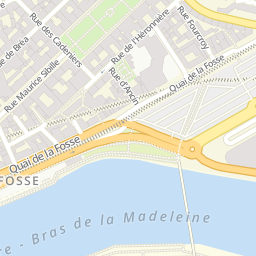 de Bréa
Rue des Cadeniers
Rue de l'Héronnière
Rue Fourcroy
Rue Maurice Sibille
Rue d'Ancin
Quai de la Fosse
Quai de la Fosse
FOSSE
re - Bras de la Madeleine